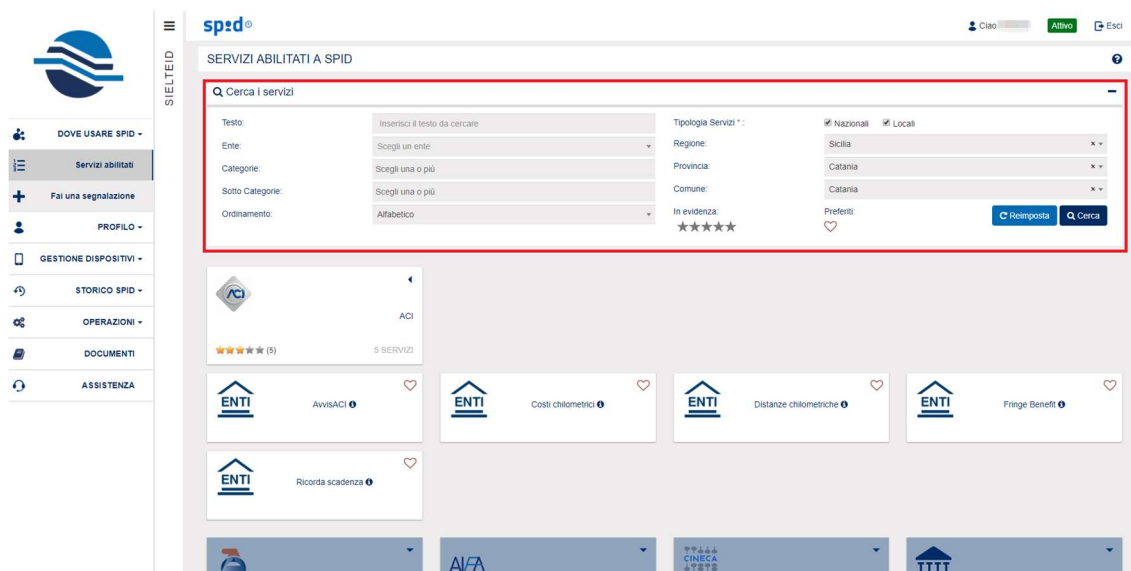 spid
Ciao
Attivo
Esci
SIELTEID
SERVIZI ABILITATI A SPID
Cerca i servizi
Testo:
Inserisci il testo da cercare
Tipologia Servizi * :
Nazionali
Locali
Ente:
Scegli un ente
Regione:
Sicilia
Categorie:
Scegli una o più
Provincia:
Catania
Sotto Categorie:
Scegli una o più
Comune:
Catania
Ordinamento:
Alfabetico
In evidenza:
Preferiti:
Reimposta
Cerca
DOVE USARE SPID
Servizi abilitati
Fai una segnalazione
PROFILO
GESTIONE DISPOSITIVI
STORICO SPID
OPERAZIONI
DOCUMENTI
ASSISTENZA
ACI
ACI
(5)
5 SERVIZI
ENTI
AvvisACI
ENTI
Costi chilometrici
ENTI
Distanze chilometriche
ENTI
Fringe Benefit
ENTI
Ricorda scadenza
AIFA
CINECA